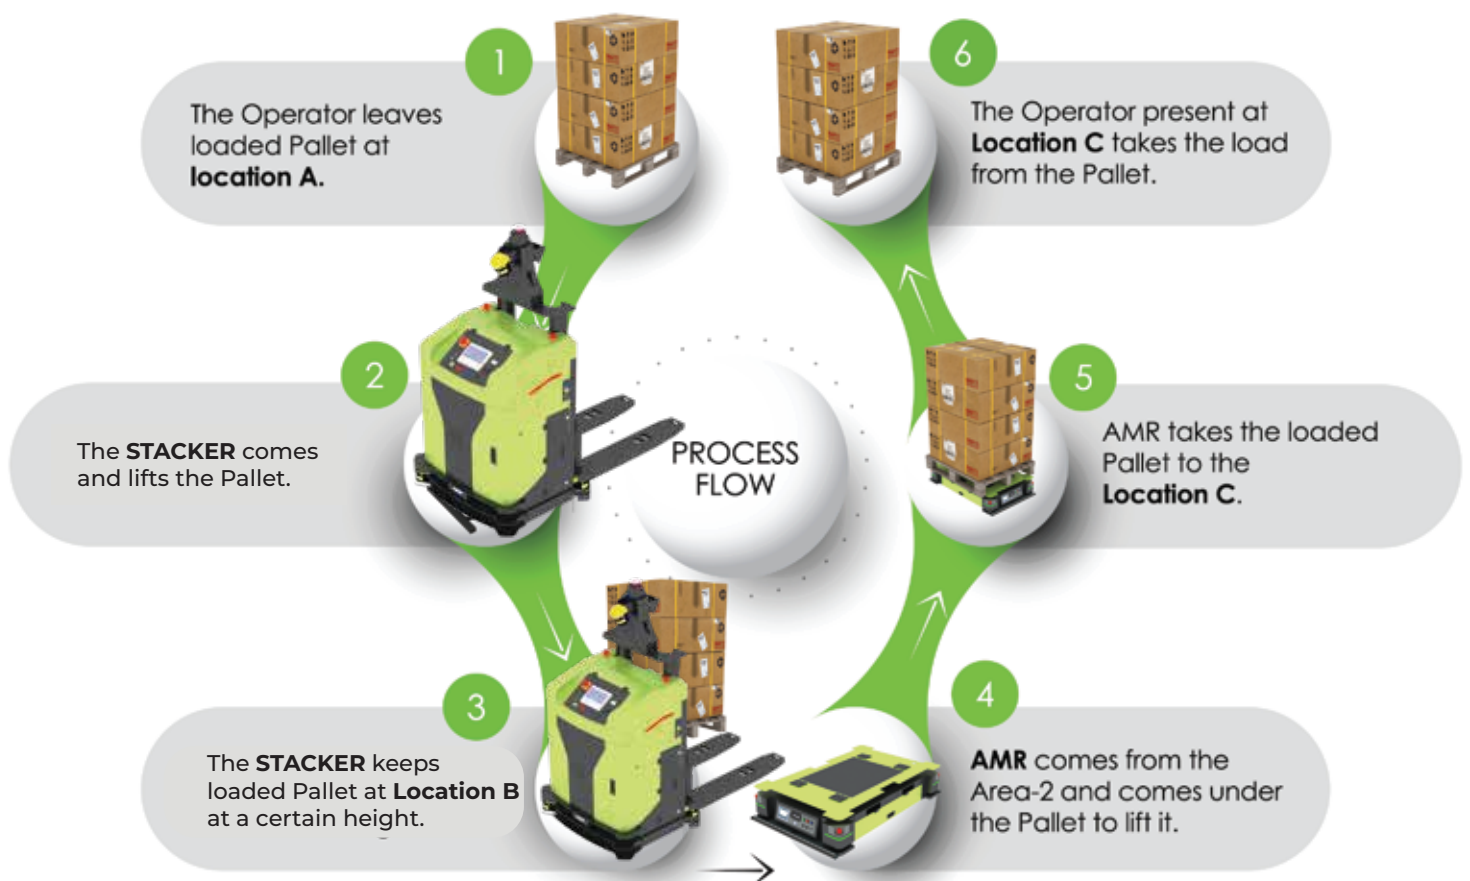 1
The Operator leaves
loaded Pallet at
location A.
2
The STACKER comes
and lifts the Pallet.
3
The STACKER keeps
loaded Pallet at Location B
at a certain height.
PROCESS
FLOW
4
AMR comes from the
Area-2 and comes under
the Pallet to lift it.
5
AMR takes the loaded
Pallet to the
Location C.
6
The Operator present at
Location C takes the load
from the Pallet.